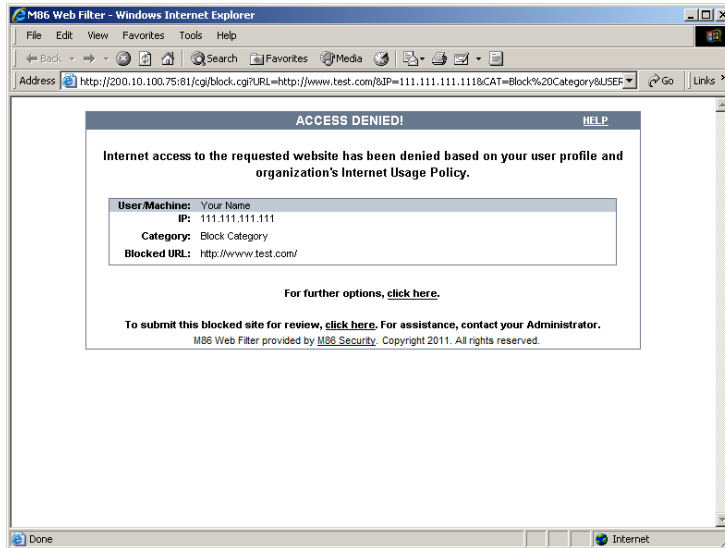 M86 Web Filter - Windows Internet Explorer
File Edit View Favorites Tools Help
Back Search Favorites Media
Address http://200.10.100.75:81/cgi/block.cgi?URL=http://www.test.com/&IP=111.111.111.111&CAT=Block%20Category&USER Go Links »
ACCESS DENIED! HELP
Internet access to the requested website has been denied based on your user profile and
organization's Internet Usage Policy.
User/Machine: Your Name
IP: 111.111.111.111
Category: Block Category
Blocked URL: http://www.test.com/
For further options, click here.
To submit this blocked site for review, click here. For assistance, contact your Administrator.
M86 Web Filter provided by M86 Security. Copyright 2011. All rights reserved.
Done Internet